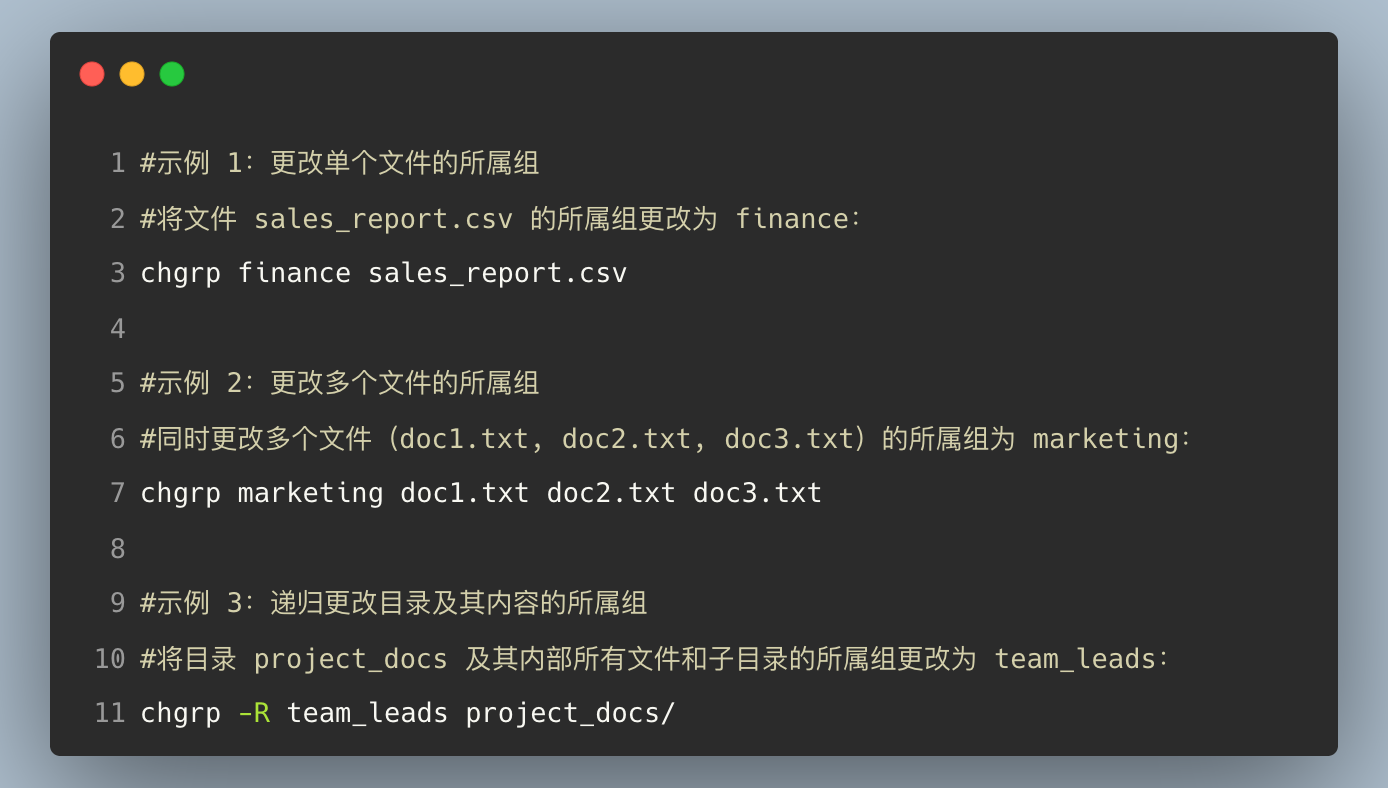 1 #示例 1：更改单个文件的所属组
2 #将文件 sales_report.csv 的所属组更改为 finance：
3 chgrp finance sales_report.csv
4
5 #示例 2：更改多个文件的所属组
6 #同时更改多个文件（doc1.txt, doc2.txt, doc3.txt）的所属组为 marketing：
7 chgrp marketing doc1.txt doc2.txt doc3.txt
8
9 #示例 3：递归更改目录及其内容的所属组
10 #将目录 project_docs 及其内部所有文件和子目录的所属组更改为 team_leads：
11 chgrp -R team_leads project_docs/